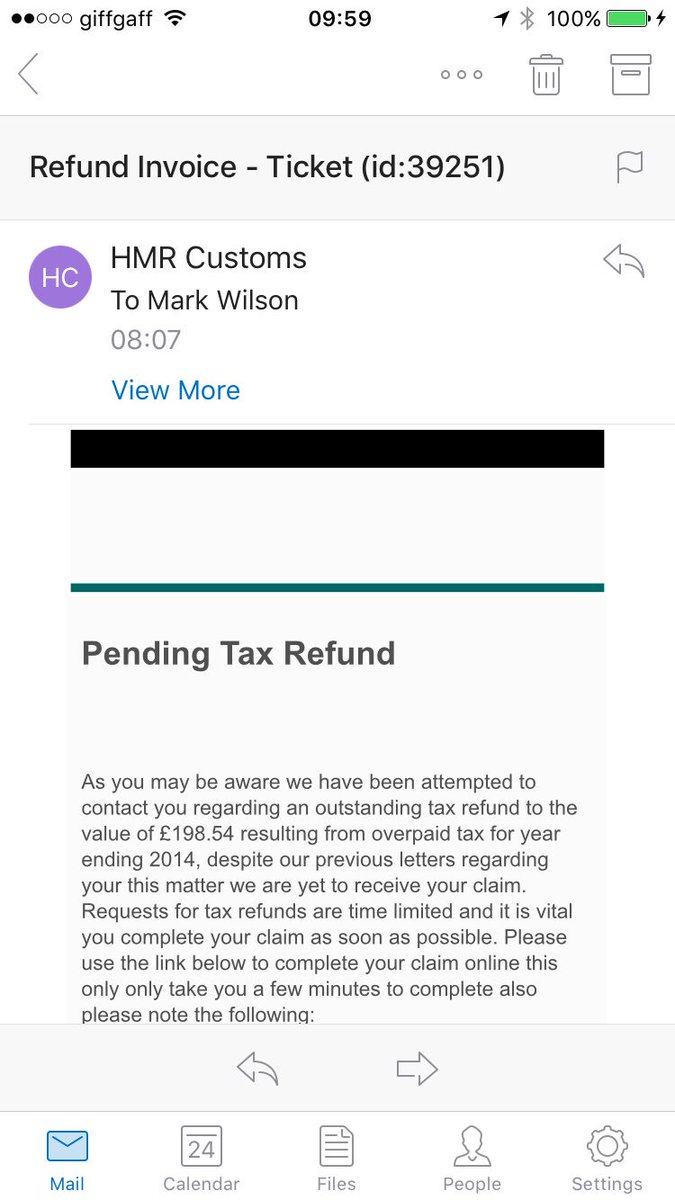 giffgaff 09:59 100%
Refund Invoice - Ticket (id:39251)
HC
HMR Customs
To Mark Wilson
08:07
View More
Pending Tax Refund
As you may be aware we have been attempted to
contact you regarding an outstanding tax refund to the
value of £198.54 resulting from overpaid tax for year
ending 2014, despite our previous letters regarding
your this matter we are yet to receive your claim.
Requests for tax refunds are time limited and it is vital
you complete your claim as soon as possible. Please
use the link below to complete your claim online this
only only take you a few minutes to complete also
please note the following:
24
Mail Calendar Files People Settings